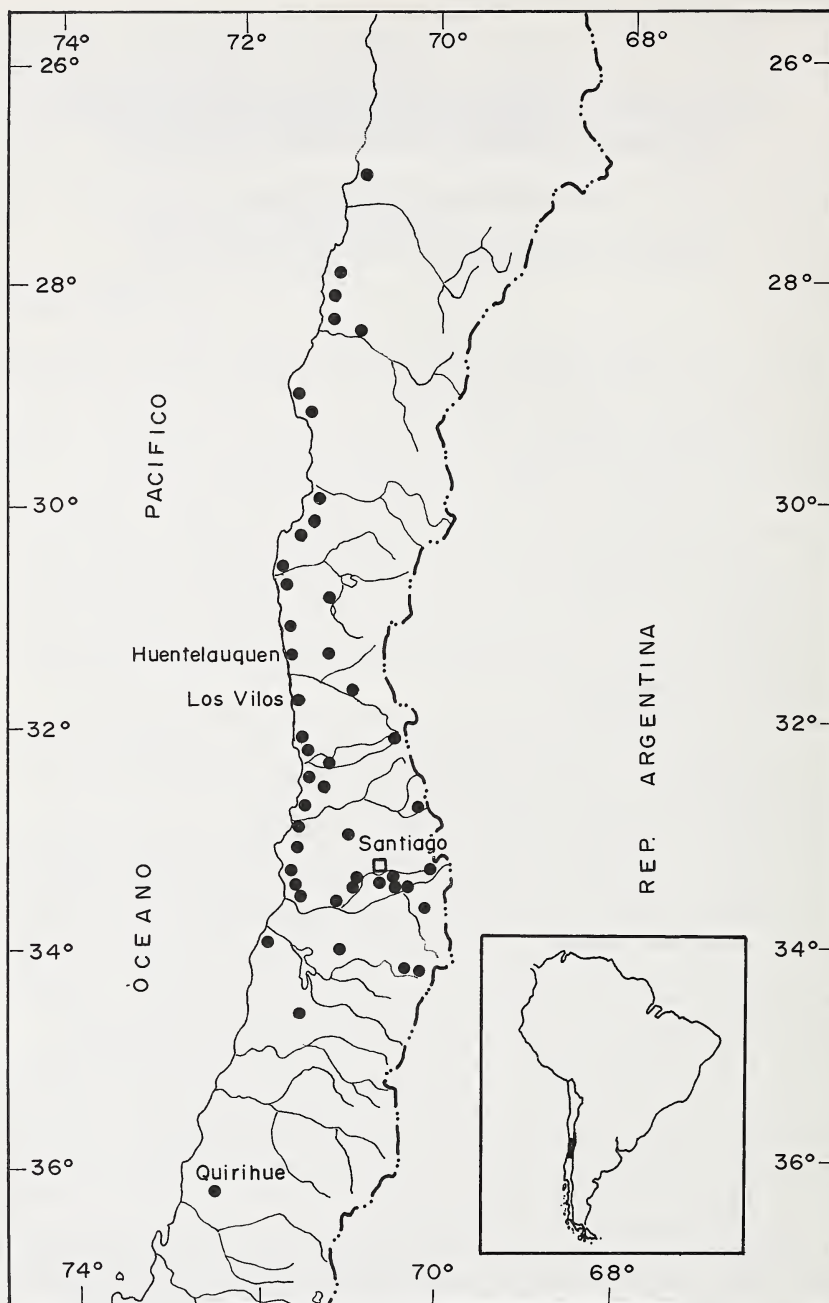 74° 72° 70° 68°
26° 26°
28° 28°
PACIFICO
30° 30°
Huentelauquen
REP. ARGENTINA
Los Vilos
32° 32°
Santiago
OCEANO
34° 34°
36° 36°
Quirihue
74° 70° 68°